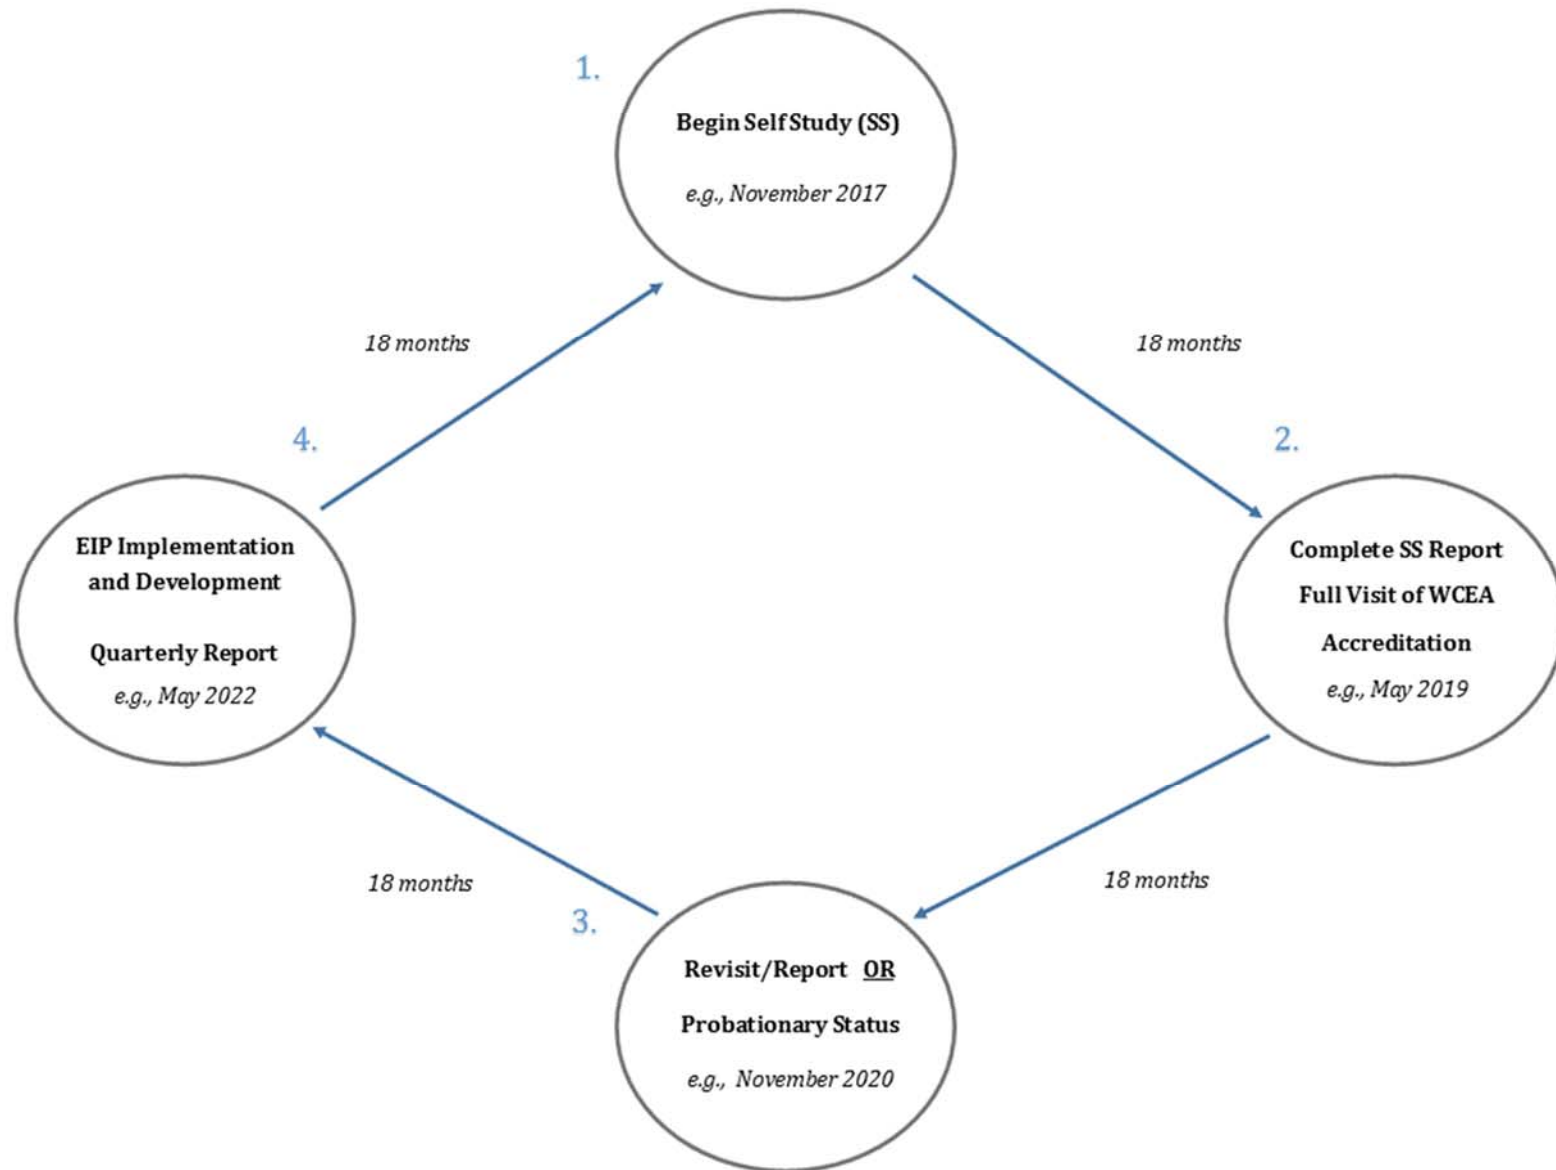 1.
Begin Self Study (SS)
e.g., November 2017
18 months
18 months
4.
2.
EIP Implementation
and Development
Quarterly Report
e.g., May 2022
Complete SS Report
Full Visit of WCEA
Accreditation
e.g., May 2019
18 months
18 months
3.
Revisit/Report OR
Probationary Status
e.g., November 2020